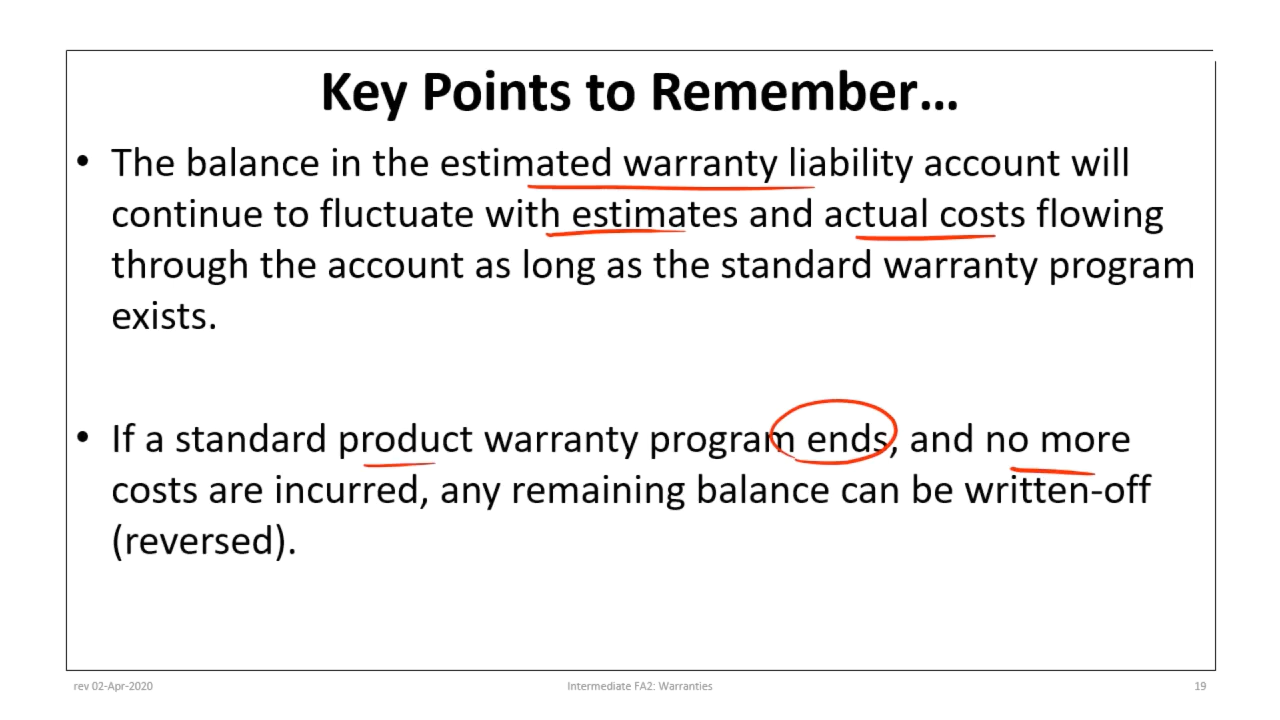 Key Points to Remember...
• The balance in the estimated warranty liability account will
continue to fluctuate with estimates and actual costs flowing
through the account as long as the standard warranty program
exists.
• If a standard product warranty program ends, and no more
costs are incurred, any remaining balance can be written-off
(reversed).
rev 02-Apr-2020
Intermediate FA2: Warranties
19